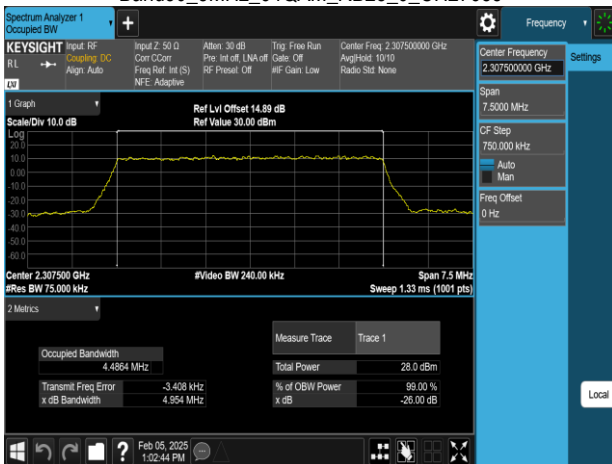 Spectrum Analyzer 1
Occupied BW
+
Frequency
KEYSIGHT
RL
LXI
Input: RF
Coupling: DC
Align: Auto
Input Z: 50 Ω
Corr CCorr
Freq Ref: Int (S)
NFE: Adaptive
Atten: 30 dB
Pre: Int off, LNA off
RF Preset: Off
Trig: Free Run
Gate: Off
#IF Gain: Low
Center Freq: 2.307500000 GHz
Avg|Hold: 10/10
Radio Std: None
Center Frequency
2.307500000 GHz
Settings
Span
7.5000 MHz
CF Step
750.000 kHz
Auto
Man
Freq Offset
0 Hz
Local
1 Graph
Scale/Div 10.0 dB
Ref Lvl Offset 14.89 dB
Ref Value 30.00 dBm
Log
20.0
10.0
0.00
-10.0
-20.0
-30.0
-40.0
-50.0
-60.0
Center 2.307500 GHz
#Res BW 75.000 kHz
#Video BW 240.00 kHz
Span 7.5 MHz
Sweep 1.33 ms (1001 pts)
2 Metrics
Measure Trace
Trace 1
Occupied Bandwidth
4.4864 MHz
Total Power
28.0 dBm
Transmit Freq Error
-3.408 kHz
% of OBW Power
99.00 %
x dB Bandwidth
4.954 MHz
x dB
-26.00 dB
?
Feb 05, 2025
1:02:44 PM